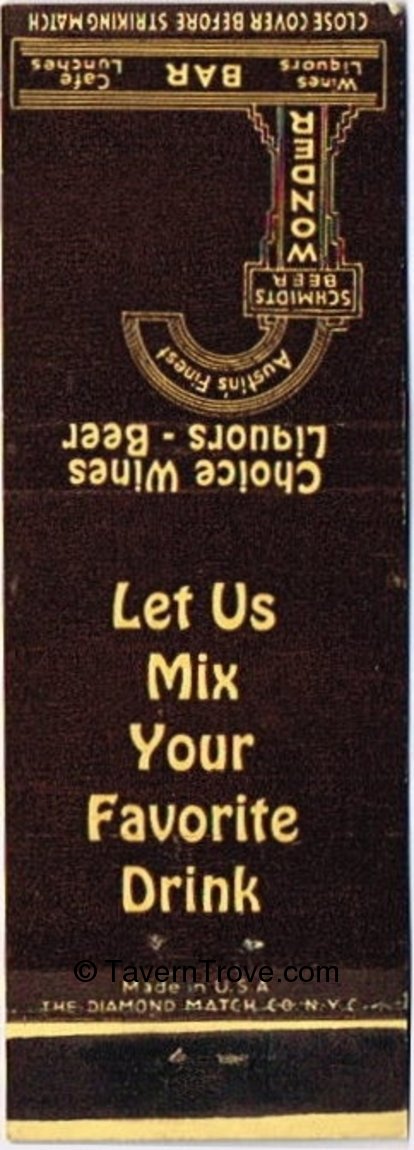 Choice Wines
Liquors - Beer
Austin's Finest
SCHMIDTS
BEER
WONDER
Wines
Liquors
BAR
Cafe
Lunches
CLOSE COVER BEFORE STRIKING MATCH
Let Us
Mix
Your
Favorite
Drink
© TavernTrove.com
Made in U.S.A
THE DIAMOND MATCH CO. N.Y.C.